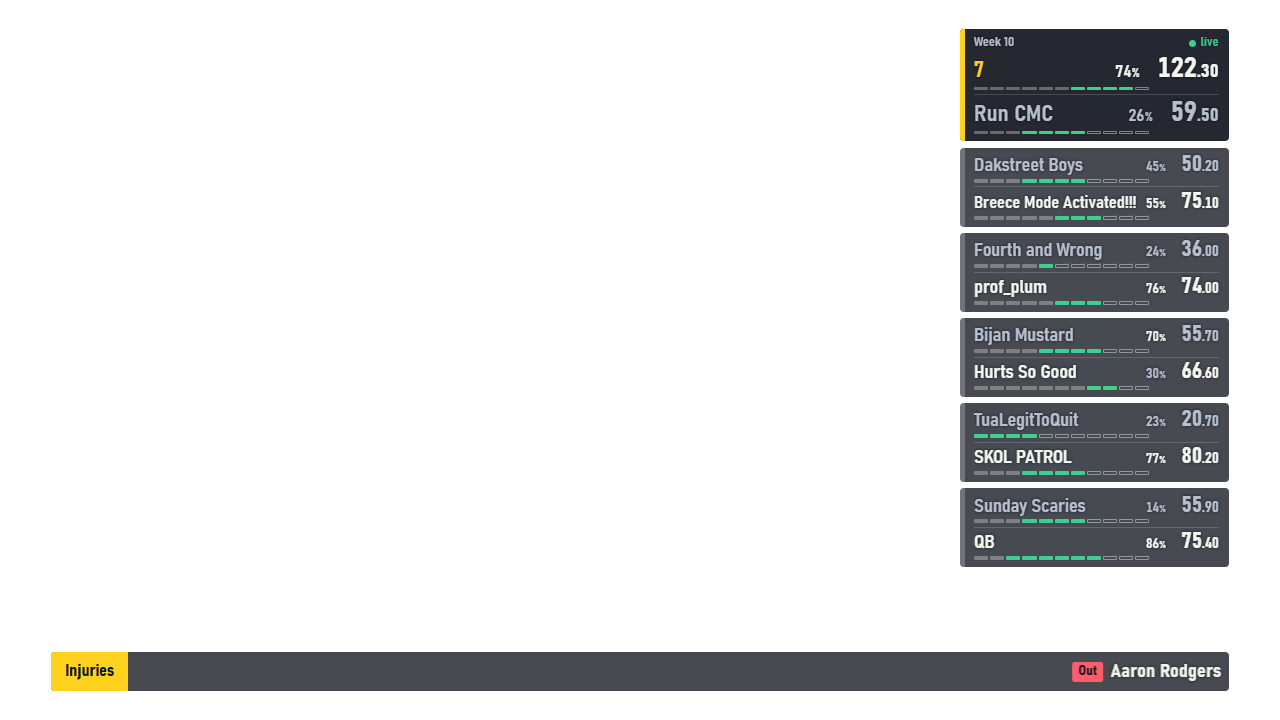 Week 10 live
7 74% 122.30
Run CMC 26% 59.50
Dakstreet Boys 45% 50.20
Breece Mode Activated!!! 55% 75.10
Fourth and Wrong 24% 36.00
prof_plum 76% 74.00
Bijan Mustard 70% 55.70
Hurts So Good 30% 66.60
TuaLegitToQuit 23% 20.70
SKOL PATROL 77% 80.20
Sunday Scaries 14% 55.90
QB 86% 75.40
Injuries Out Aaron Rodgers